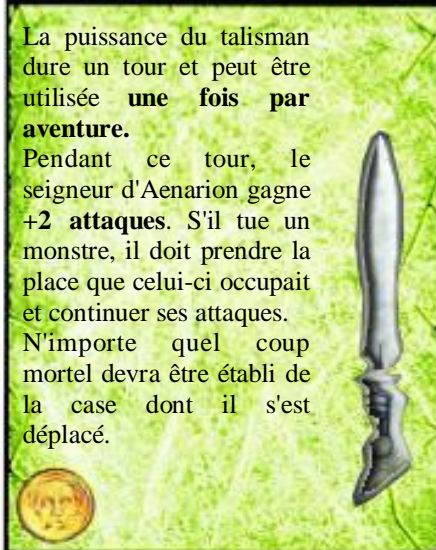 La puissance du talisman
dure un tour et peut être
utilisée une fois par
aventure.
Pendant ce tour, le
seigneur d'Aenarion gagne
+2 attaques. S'il tue un
monstre, il doit prendre la
place que celui-ci occupait
et continuer ses attaques.
N'importe quel coup
mortel devra être établi de
la case dont il s'est
déplacé.